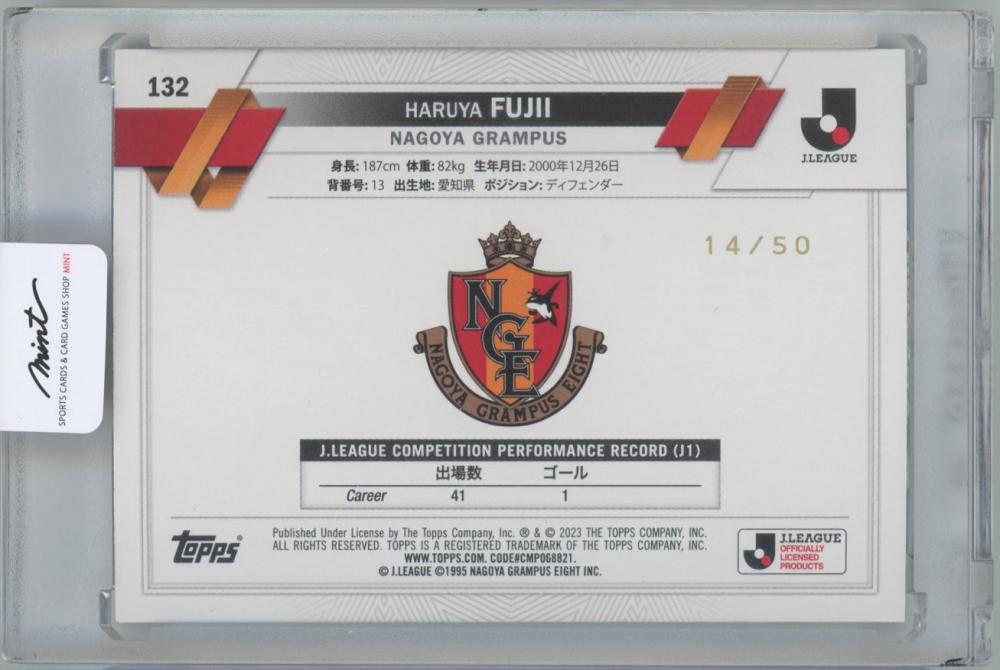 132
HARUYA FUJII
NAGOYA GRAMPUS
J.LEAGUE
身長: 187cm 体重: 82kg 生年月日: 2000年12月26日
背番号: 13 出生地: 愛知県 ポジション: ディフェンダー
14/50
mint
SPORTS CARDS & CARD GAMES SHOP MINT
NGE
NAGOYA GRAMPUS EIGHT
J.LEAGUE COMPETITION PERFORMANCE RECORD (J1)
出場数 ゴール
Career 41 1
Topps
Published Under License by The Topps Company, Inc. ® & © 2023 THE TOPPS COMPANY, INC.
ALL RIGHTS RESERVED. TOPPS IS A REGISTERED TRADEMARK OF THE TOPPS COMPANY, INC.
WWW.TOPPS.COM. CODE#CMP068821.
© J.LEAGUE ©1995 NAGOYA GRAMPUS EIGHT INC.
J.LEAGUE
OFFICIALLY
LICENSED
PRODUCTS